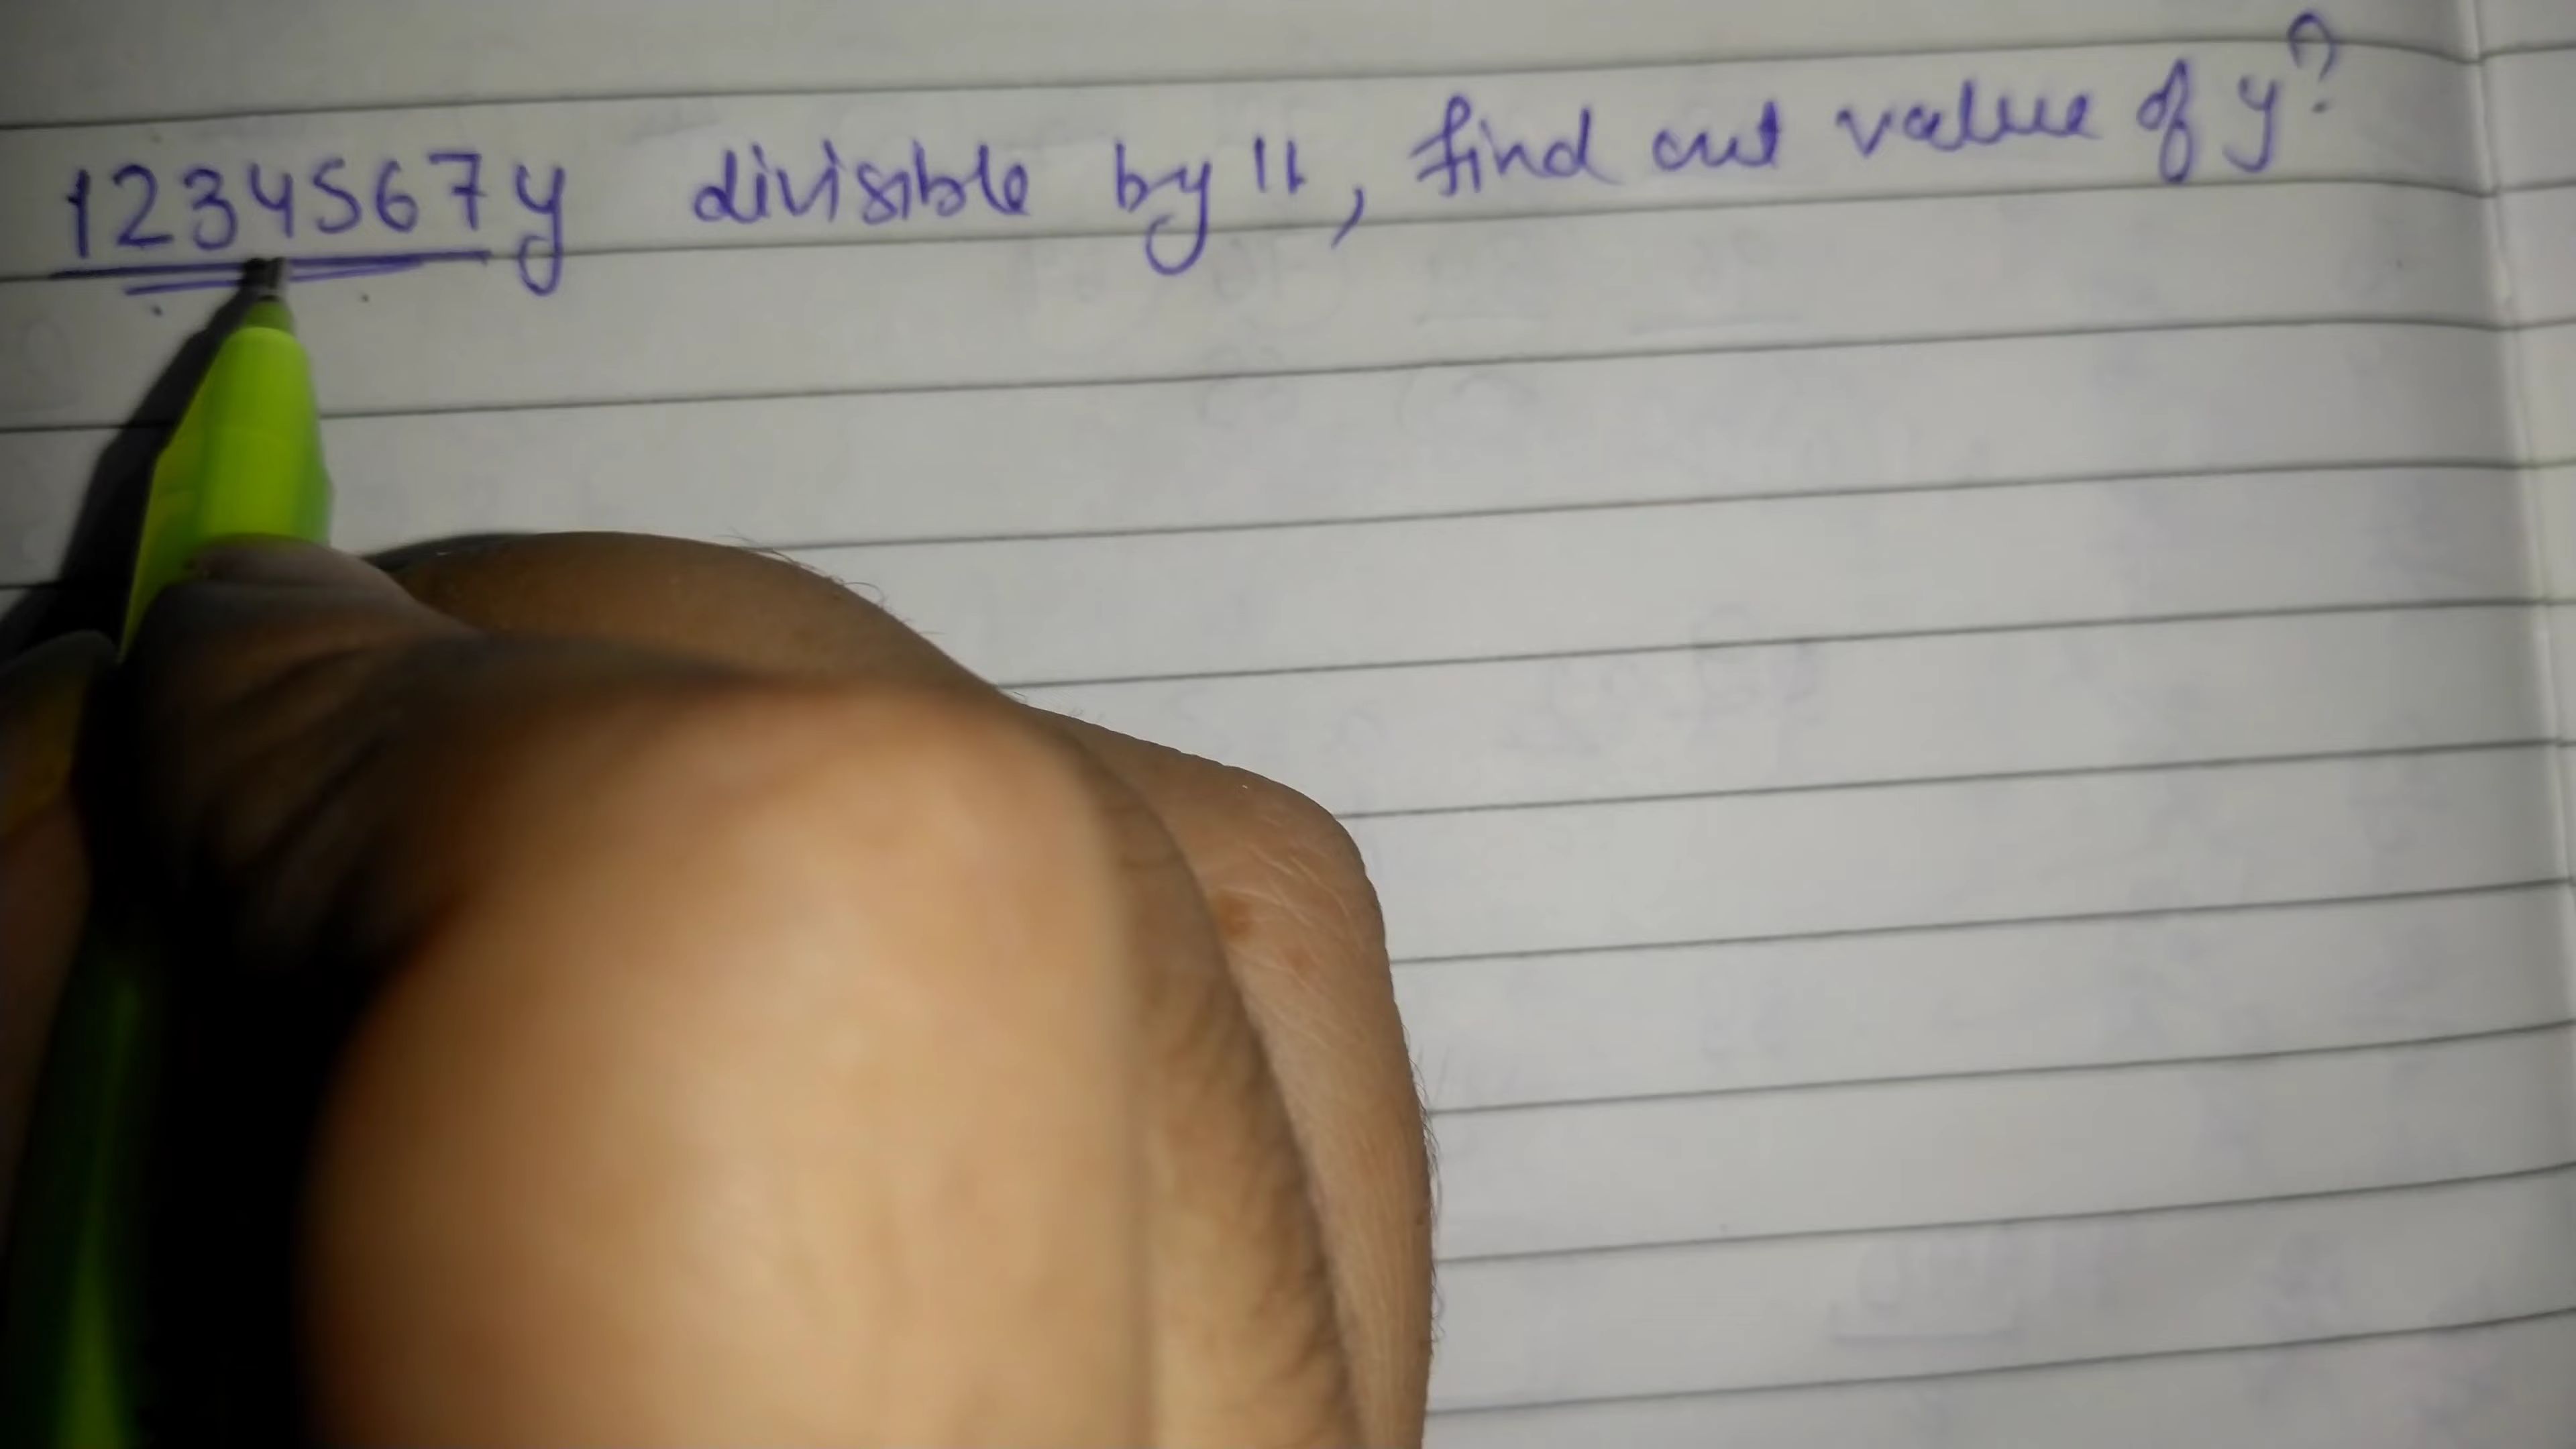 1234567y divisible by 11, find out value of y?